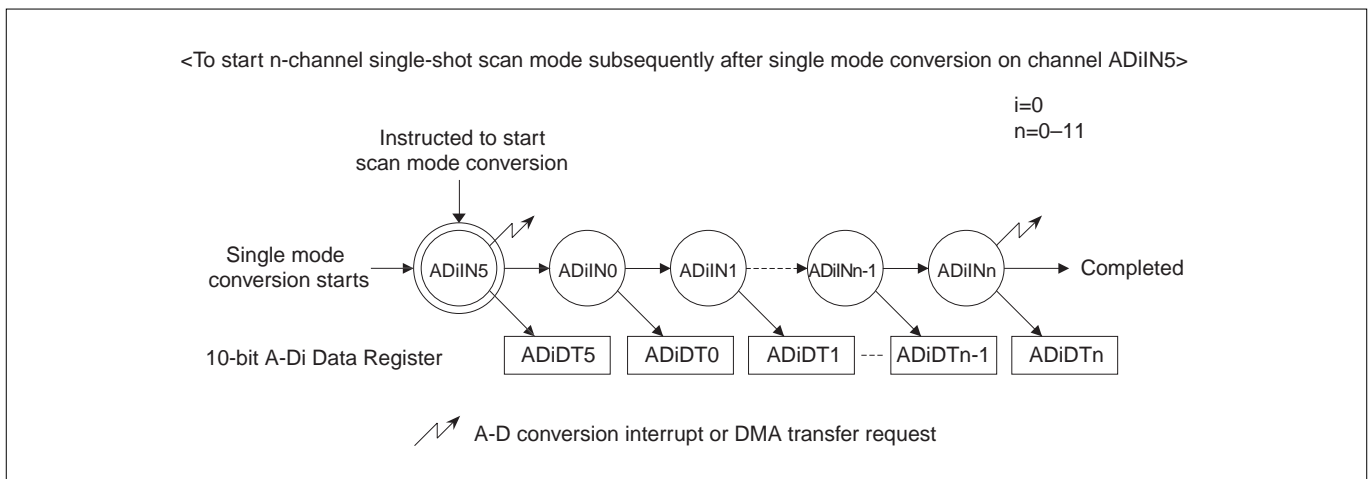 <To start n-channel single-shot scan mode subsequently after single mode conversion on channel ADiIN5>
i=0
n=0–11
Instructed to start
scan mode conversion
Single mode
conversion starts
ADiIN5
ADiIN0
ADiIN1
ADiINn-1
ADiINn
Completed
10-bit A-Di Data Register
ADiDT5
ADiDT0
ADiDT1
ADiDTn-1
ADiDTn
A-D conversion interrupt or DMA transfer request